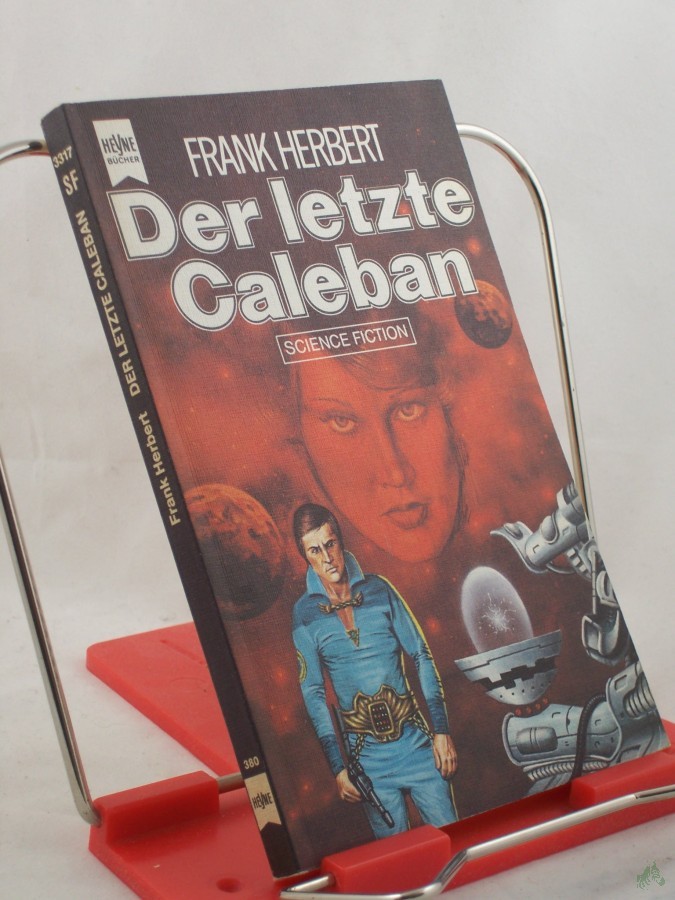 HEYNE
BÜCHER
FRANK HERBERT
Der letzte
Caleban
SCIENCE FICTION
3317
SF
Frank Herbert DER LETZTE CALEBAN
380
HEYNE